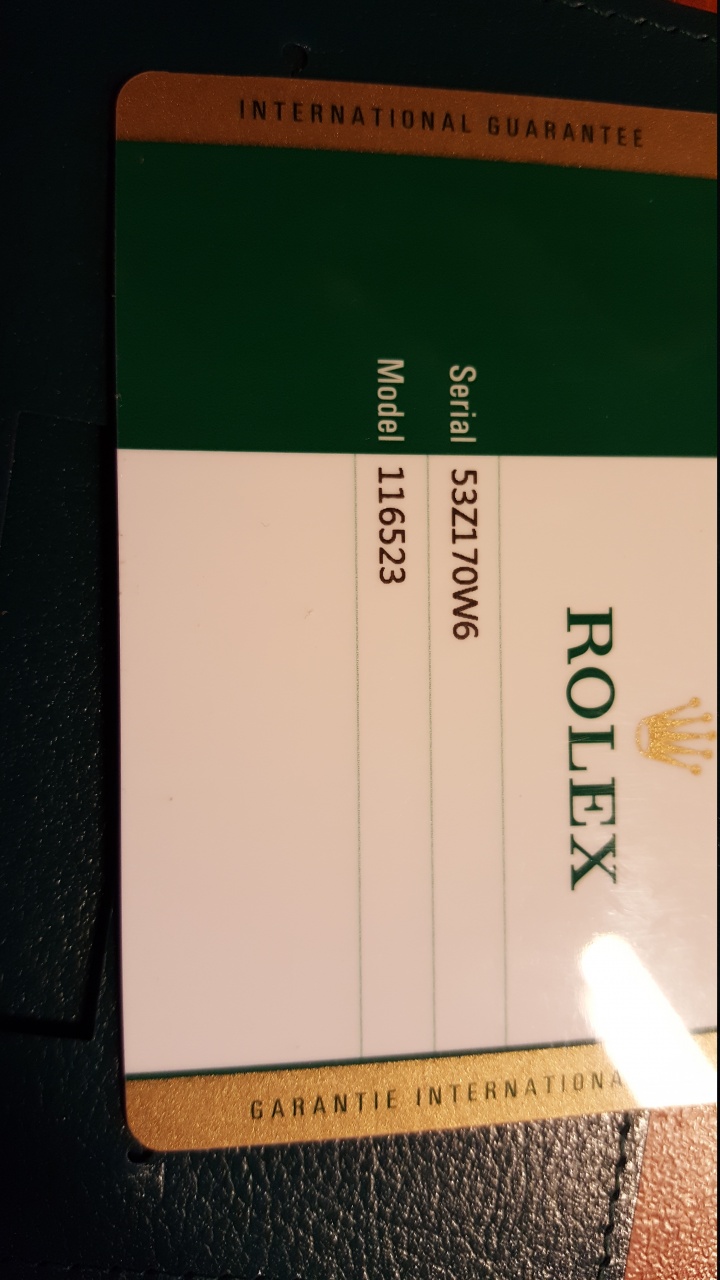 INTERNATIONAL GUARANTEE
ROLEX
Serial 53Z170W6
Model 116523
GARANTIE INTERNATIONA